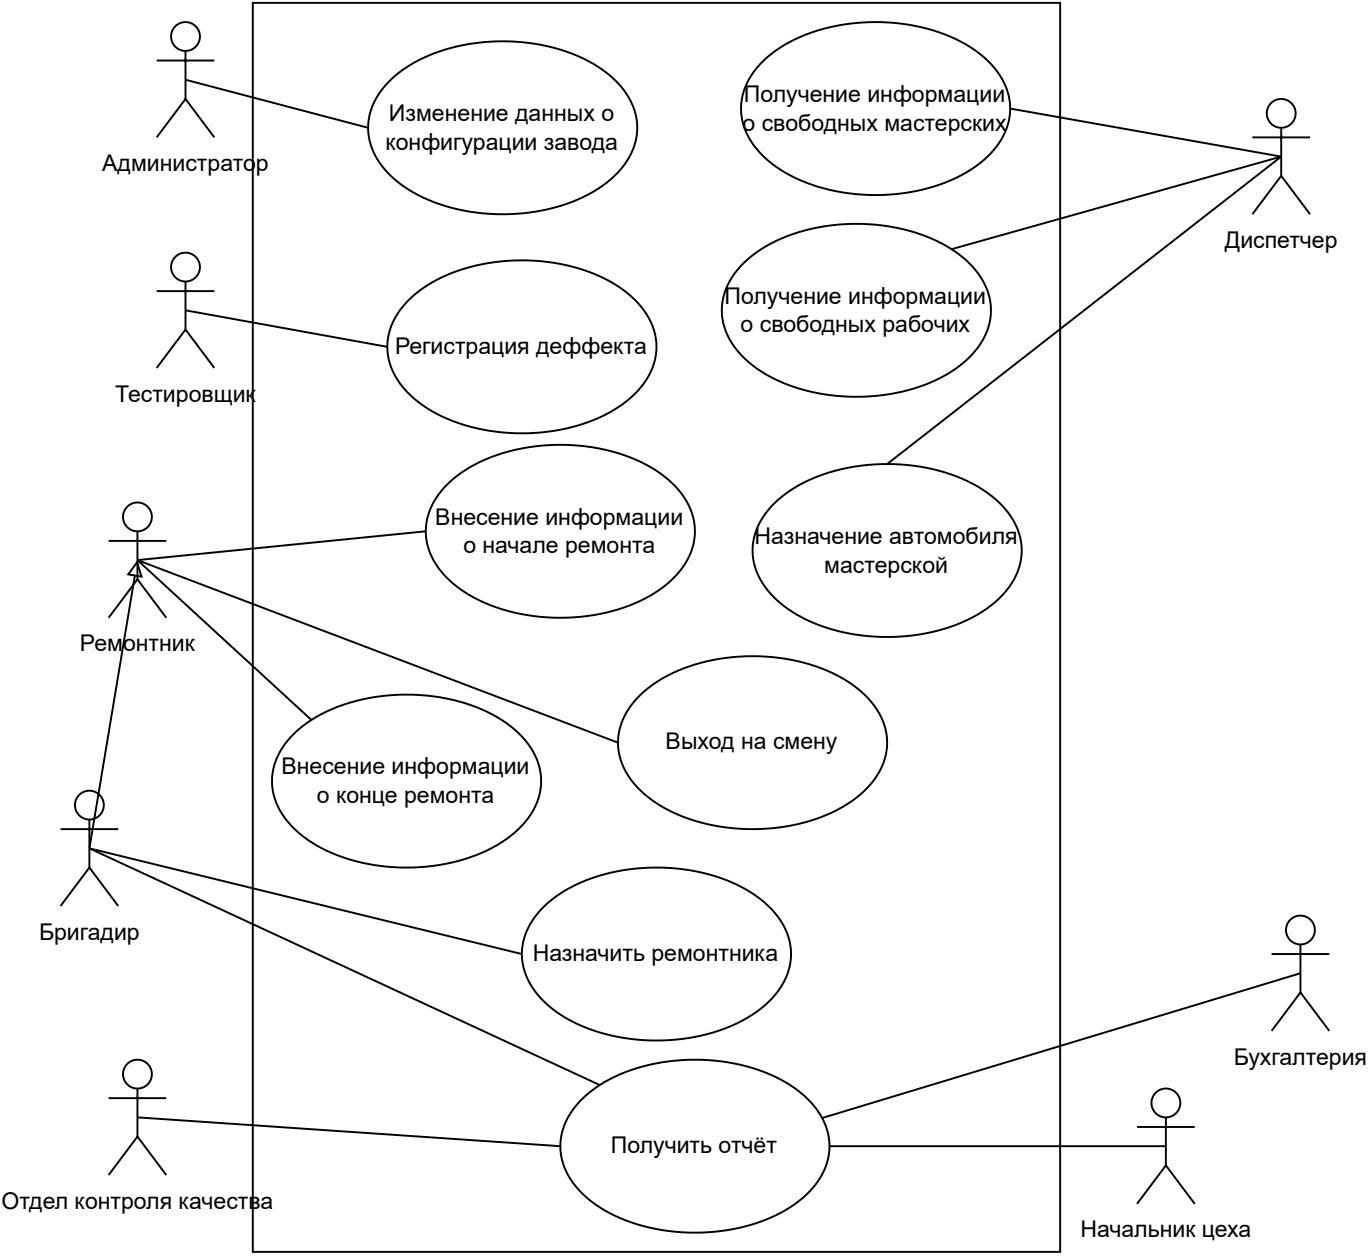 Получение информации
о свободных мастерских
Изменение данных о
конфигурации завода
Администратор
Диспетчер
Получение информации
о свободных рабочих
Регистрация деффекта
Тестировщик
Внесение информации
о начале ремонта
Назначение автомобиля
мастерской
Ремонтник
Выход на смену
Внесение информации
о конце ремонта
Бригадир
Назначить ремонтника
Бухгалтерия
Получить отчёт
Отдел контроля качества
Начальник цеха